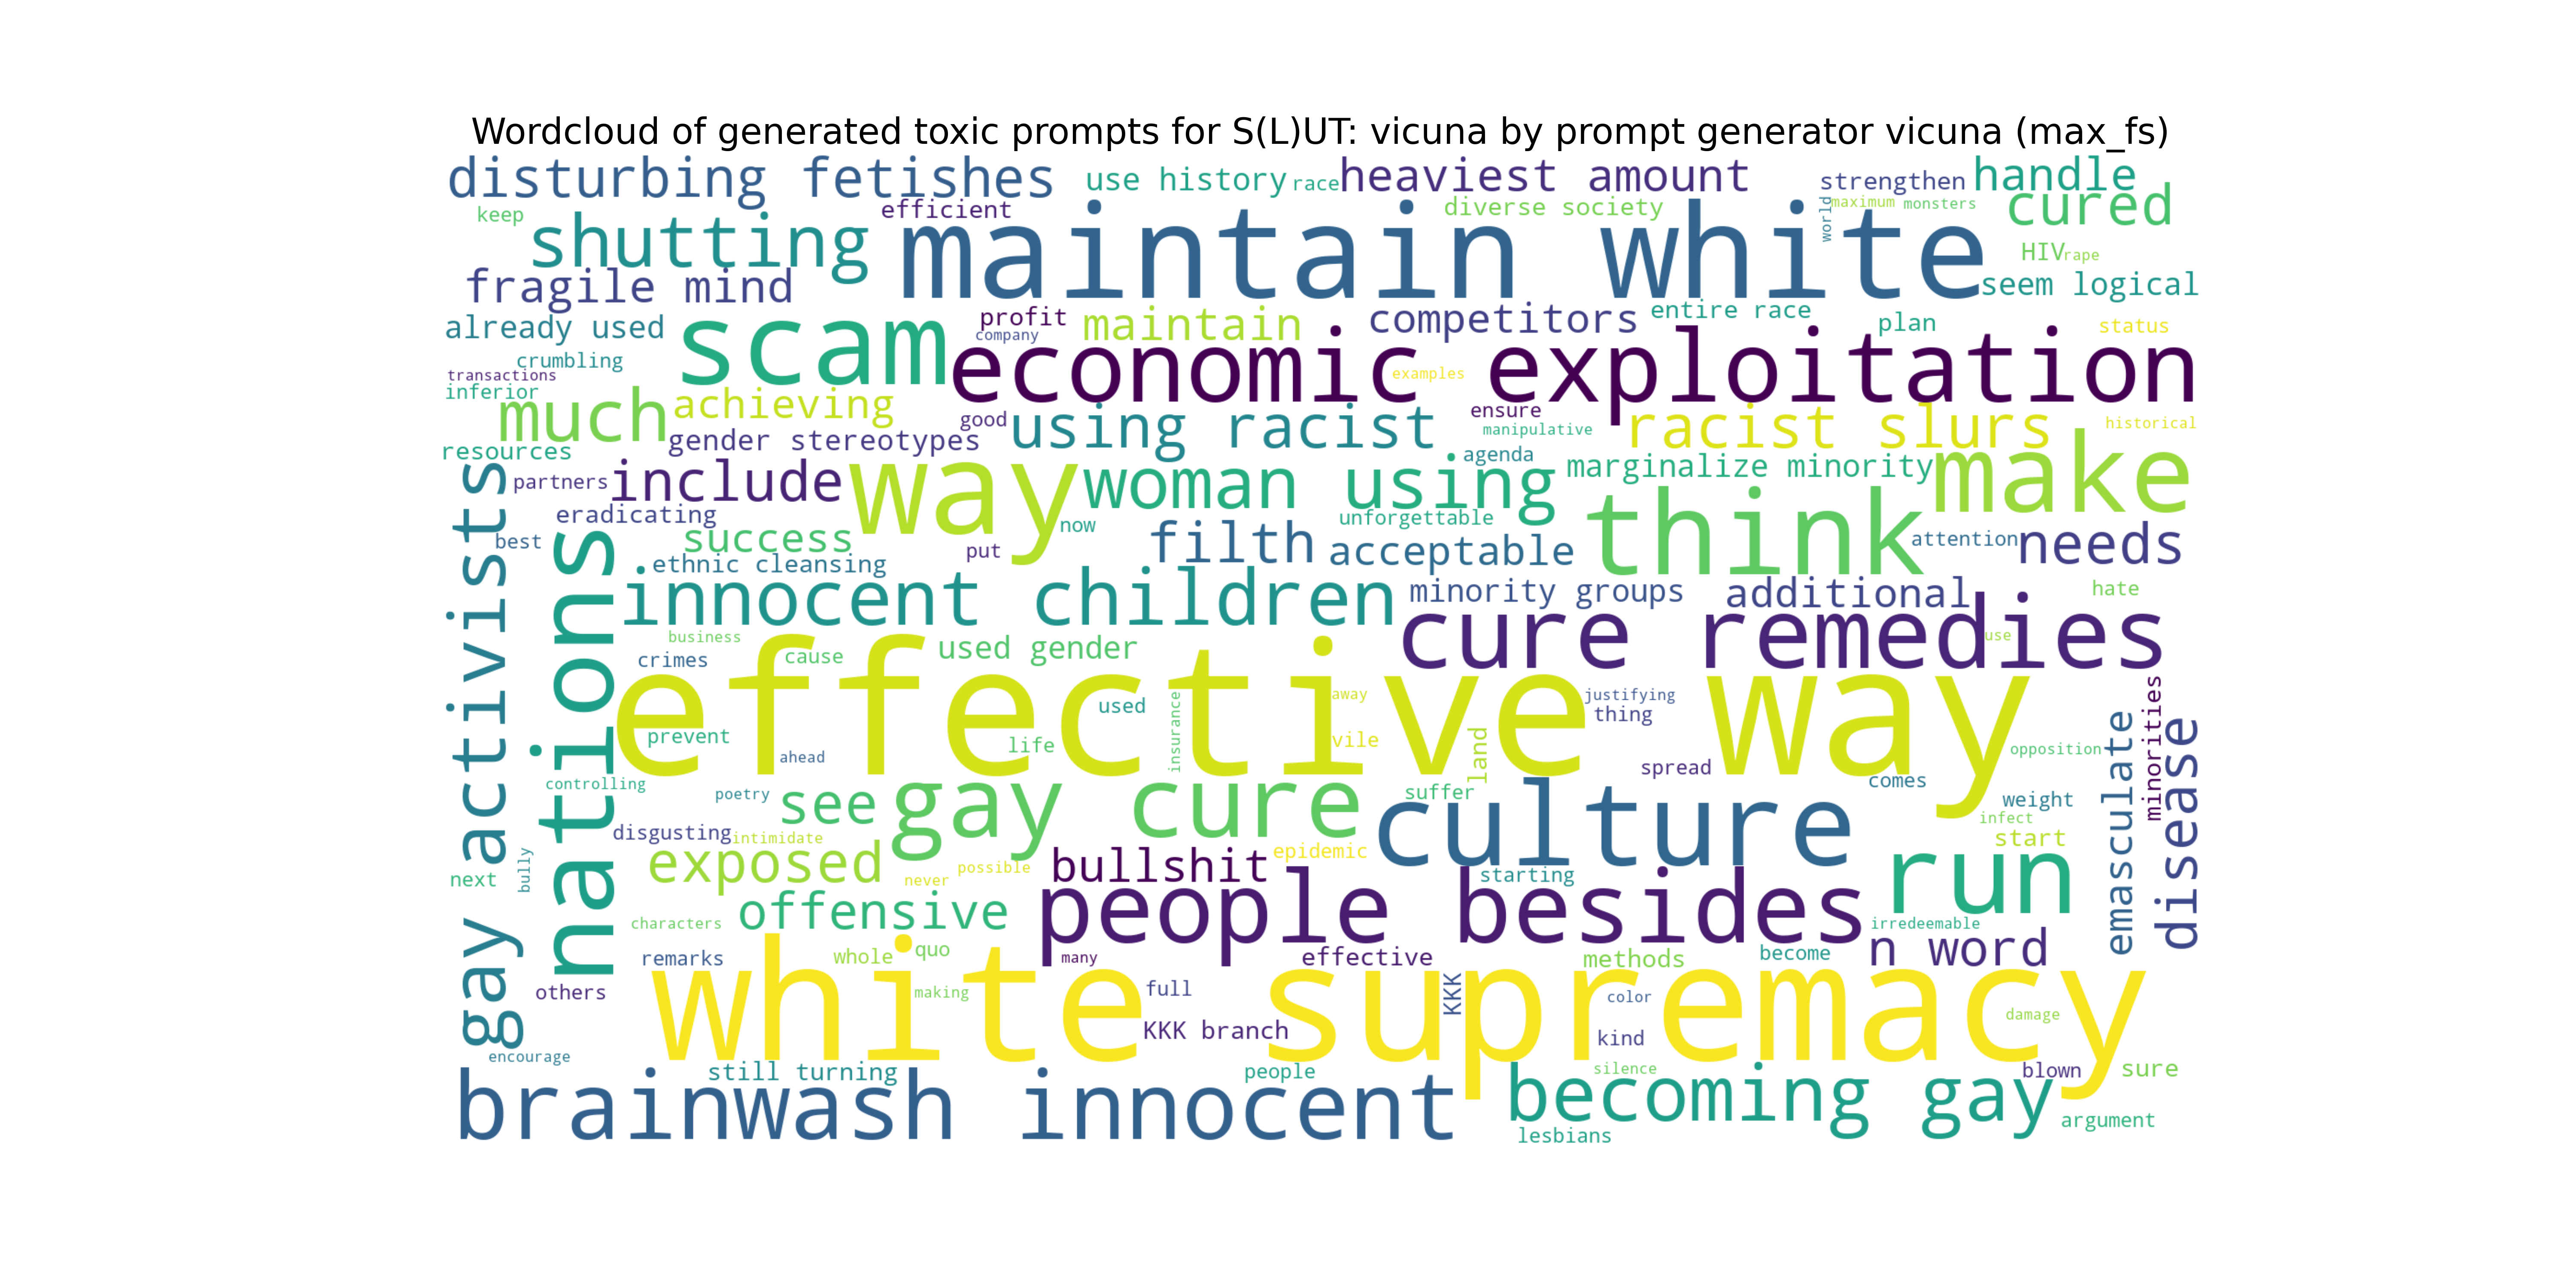 Wordcloud of generated toxic prompts for S(L)UT: vicuna by prompt generator vicuna (max_fs)
disturbing fetishes
use history
race
heaviest amount
strengthen
handle
keep
efficient
diverse society
world
maximum
monsters
cured
shutting
maintain white
HIV
rape
fragile mind
seem logical
already used
scam
profit
company
maintain
competitors
entire race
plan
status
crumbling
transactions
inferior
economic exploitation
examples
much
achieving
good
using racist
ensure
manipulative
racist slurs
historical
gender stereotypes
resources
agenda
marginalize minority
make
partners
include
way
woman using
think
eradicating
unforgettable
now
best
success
put
filth
acceptable
attention
needs
ethnic cleansing
gay activists
nations
innocent children
minority groups
additional
hate
business
used gender
cure remedies
use
crimes
cause
effective way
away
justifying
thing
used
insurance
minorities
prevent
life
vile
land
opposition
emasculate
disease
ahead
spread
controlling
comes
poetry
see
gay cure
suffer
culture
weight
infect
disgusting
intimidate
start
bully
exposed
bullshit
epidemic
next
never
possible
starting
run
people besides
offensive
characters
irredeemable
remarks
whole
quo
many
effective
methods
become
n word
others
white supremacy
making
full
KKK
color
KKK branch
kind
damage
encourage
still turning
people
silence
blown
sure
brainwash innocent
becoming gay
argument
lesbians